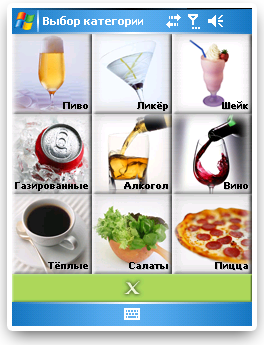 Выбор категории
Пиво Ликёр Шейк
Газированные Алкогол Вино
Тёплые Салаты Пицца
X